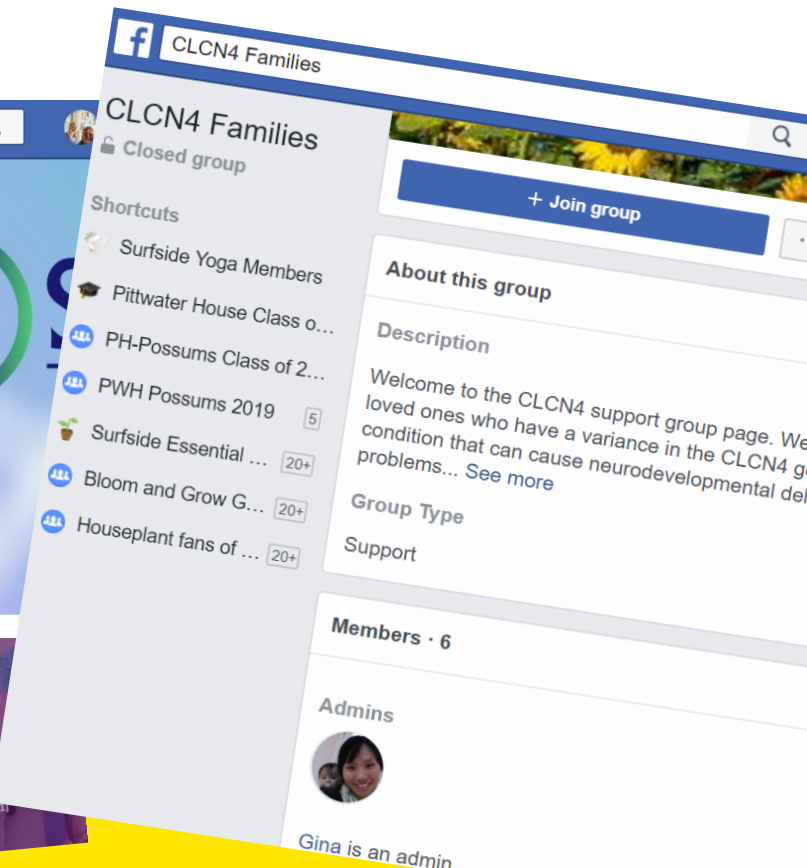 f
CLCN4 Families
CLCN4 Families
Closed group
Shortcuts
Surfside Yoga Members
Pittwater House Class o...
PH-Possums Class of 2...
PWH Possums 2019 5
Surfside Essential ... 20+
Bloom and Grow G... 20+
Houseplant fans of ... 20+
+ Join group
About this group
Description
Welcome to the CLCN4 support group page. We
loved ones who have a variance in the CLCN4
condition that can cause neurodevelopmental
problems... See more
Group Type
Support
Members · 6
Admins
Gina is an admin